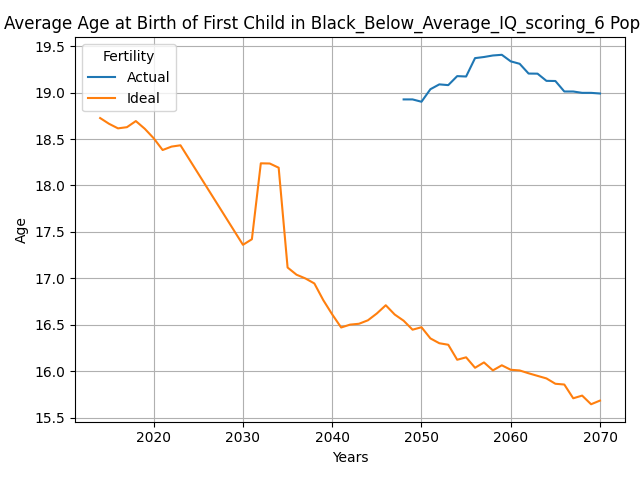 Average Age at Birth of First Child in Black_Below_Average_IQ_scoring_6 Pop
Fertility
Actual
Ideal
19.5
19.0
18.5
18.0
17.5
17.0
16.5
16.0
15.5
Age
2020 2030 2040 2050 2060 2070
Years